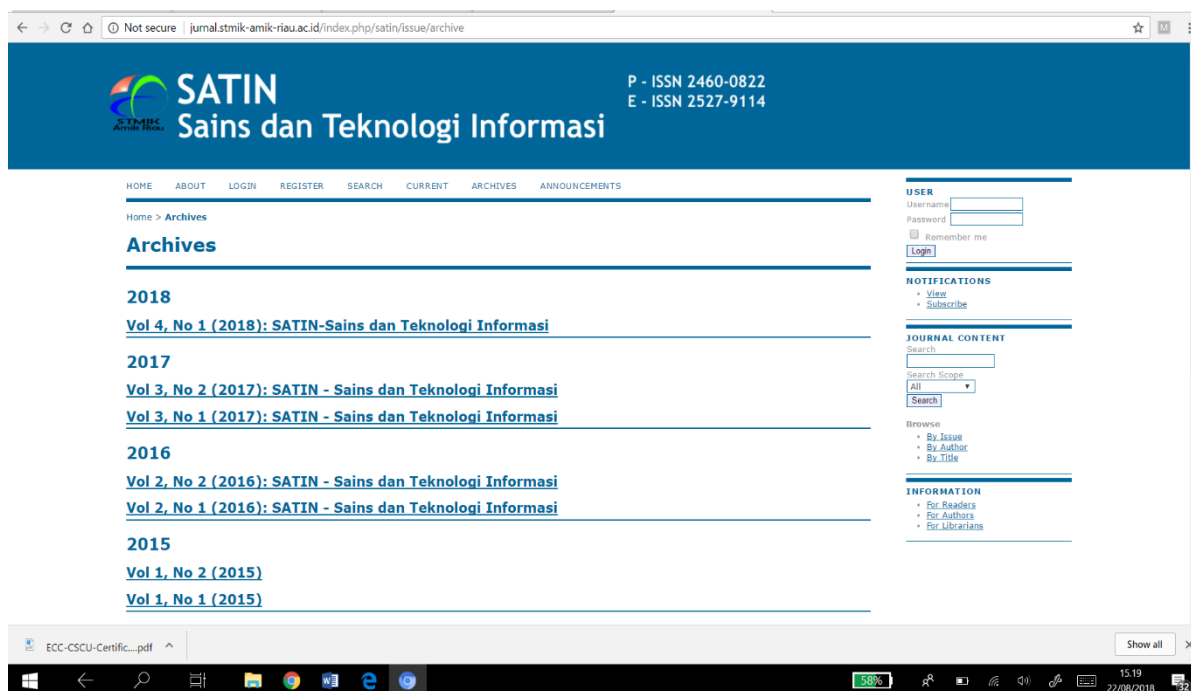 Not secure | jurnal.stmik-amik-riau.ac.id/index.php/satin/issue/archive
M
SATIN
Sains dan Teknologi Informasi
STMIK
Amik Riau
P - ISSN 2460-0822
E - ISSN 2527-9114
HOME ABOUT LOGIN REGISTER SEARCH CURRENT ARCHIVES ANNOUNCEMENTS
Home > Archives
Archives
2018
Vol 4, No 1 (2018): SATIN-Sains dan Teknologi Informasi
2017
Vol 3, No 2 (2017): SATIN - Sains dan Teknologi Informasi
Vol 3, No 1 (2017): SATIN - Sains dan Teknologi Informasi
2016
Vol 2, No 2 (2016): SATIN - Sains dan Teknologi Informasi
Vol 2, No 1 (2016): SATIN - Sains dan Teknologi Informasi
2015
Vol 1, No 2 (2015)
Vol 1, No 1 (2015)
USER
Username
Password
Remember me
Login
NOTIFICATIONS
View
Subscribe
JOURNAL CONTENT
Search
Search Scope
All
Search
Browse
By Issue
By Author
By Title
INFORMATION
For Readers
For Authors
For Librarians
ECC-CSCU-Certific....pdf
Show all
58%
15.19
22/08/2018
32